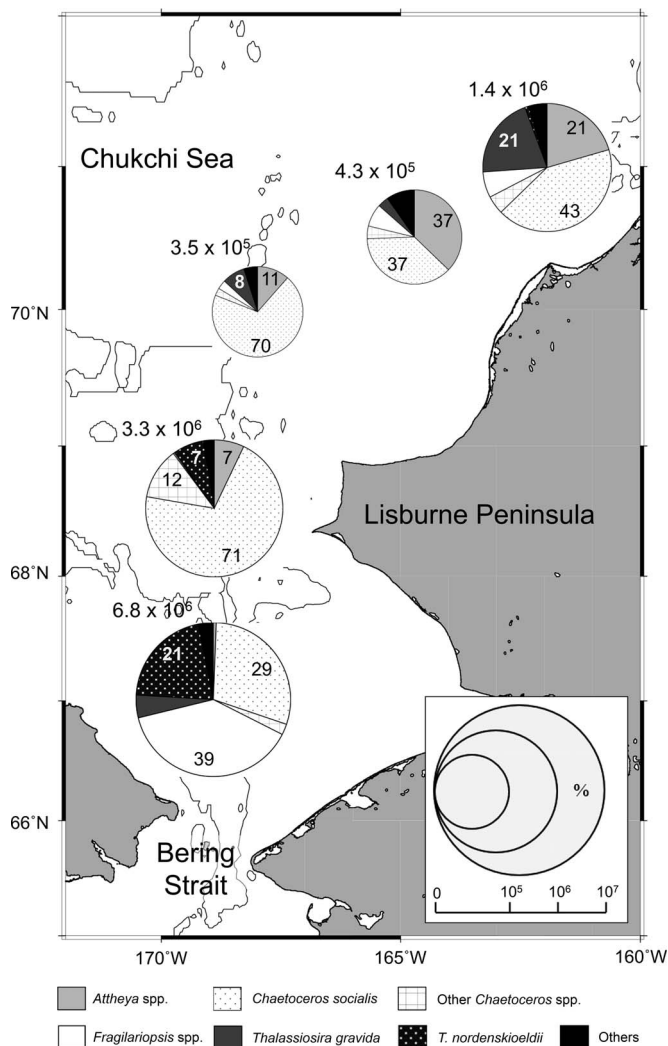 1.4 x 10⁶
21
21
43
Chukchi Sea
4.3 x 10⁵
37
37
3.5 x 10⁵
8
11
70
70°N
3.3 x 10⁶
7
7
12
71
Lisburne Peninsula
68°N
6.8 x 10⁶
21
29
39
%
0 10⁵ 10⁶ 10⁷
66°N
Bering
Strait
170°W 165°W 160°W
Attheya spp. Chaetoceros socialis Other Chaetoceros spp.
Fragilariopsis spp. Thalassiosira gravida T. nordenskioeldii Others